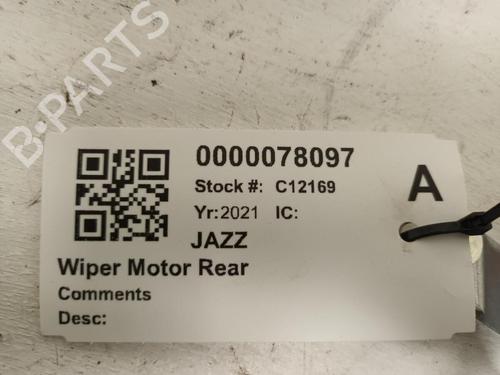 B-PARTS
0000078097
Stock #: C12169
A
Yr: 2021 IC:
JAZZ
Wiper Motor Rear
Comments
Desc: